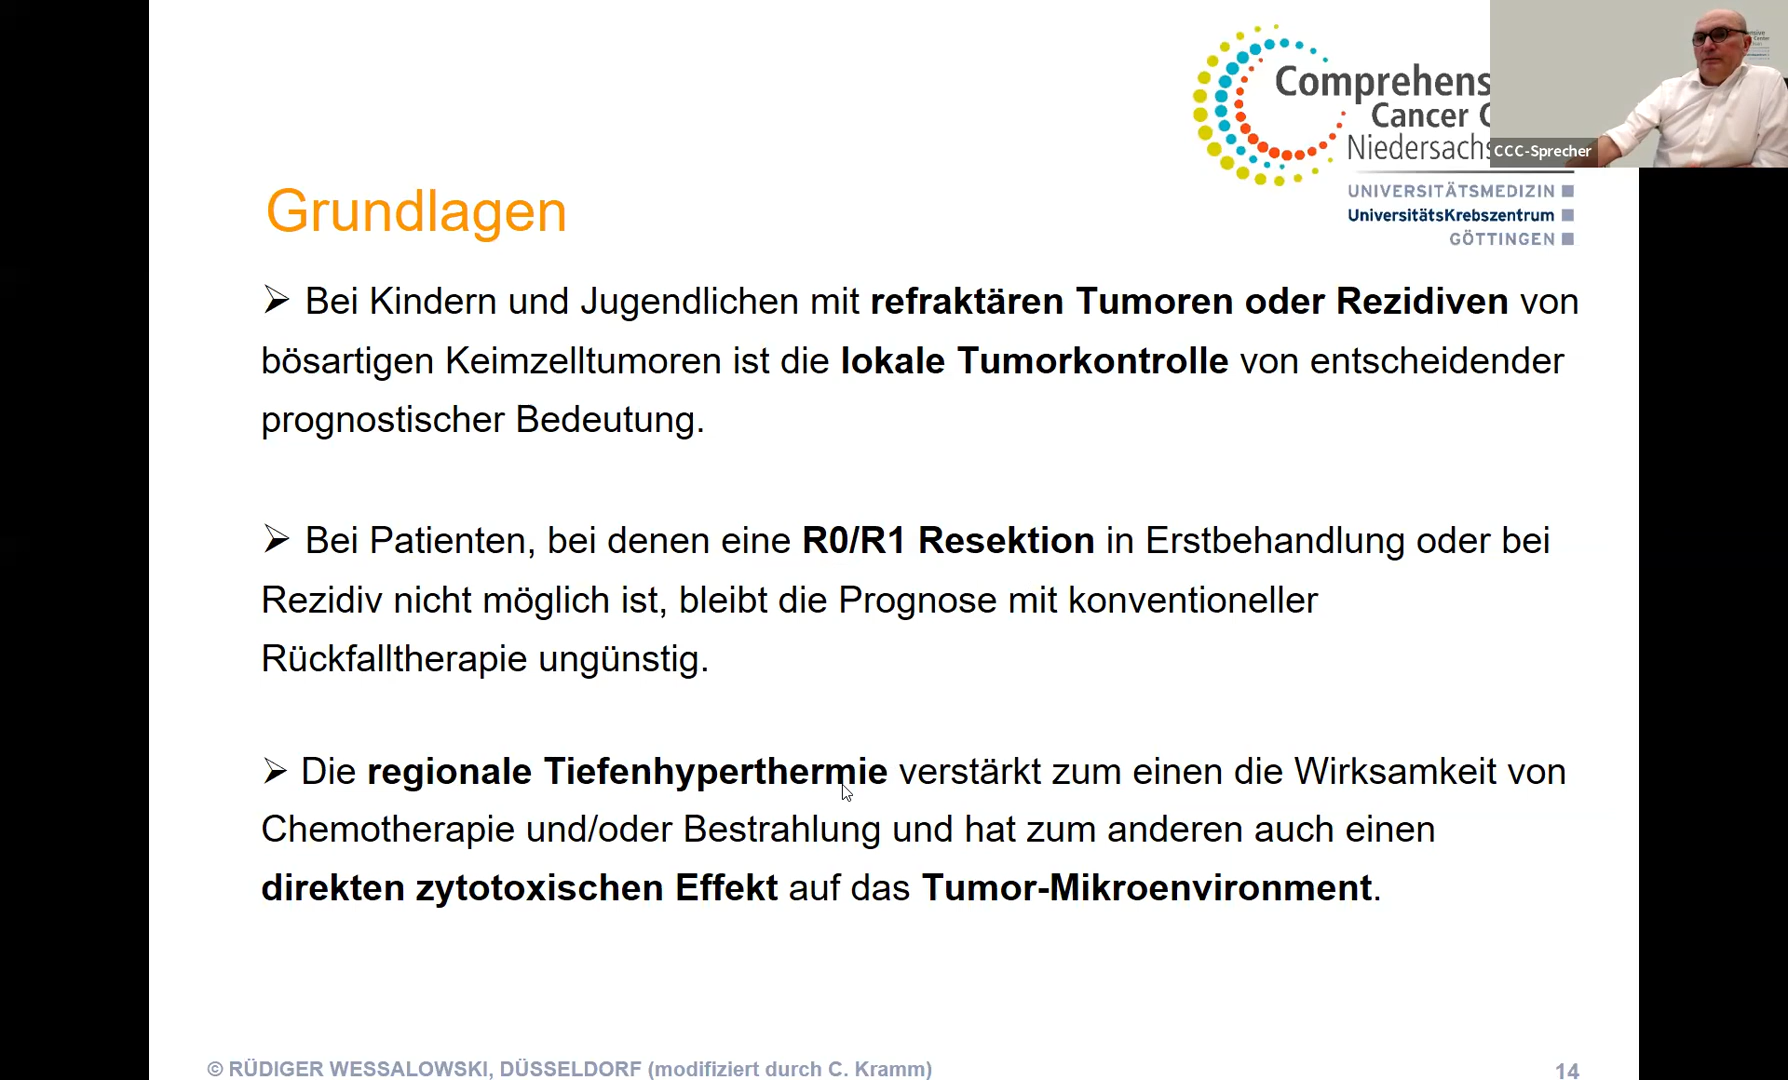 Comprehens
Cancer C
Niedersachs
CCC-Sprecher
UNIVERSITÄTSMEDIZIN
UniversitätsKrebszentrum
GÖTTINGEN
Grundlagen
➢ Bei Kindern und Jugendlichen mit refraktären Tumoren oder Rezidiven von
bösartigen Keimzelltumoren ist die lokale Tumorkontrolle von entscheidender
prognostischer Bedeutung.
➢ Bei Patienten, bei denen eine R0/R1 Resektion in Erstbehandlung oder bei
Rezidiv nicht möglich ist, bleibt die Prognose mit konventioneller
Rückfalltherapie ungünstig.
➢ Die regionale Tiefenhyperthermie verstärkt zum einen die Wirksamkeit von
Chemotherapie und/oder Bestrahlung und hat zum anderen auch einen
direkten zytotoxischen Effekt auf das Tumor-Mikroenvironment.
© RÜDIGER WESSALOWSKI, DÜSSELDORF (modifiziert durch C. Kramm)
14